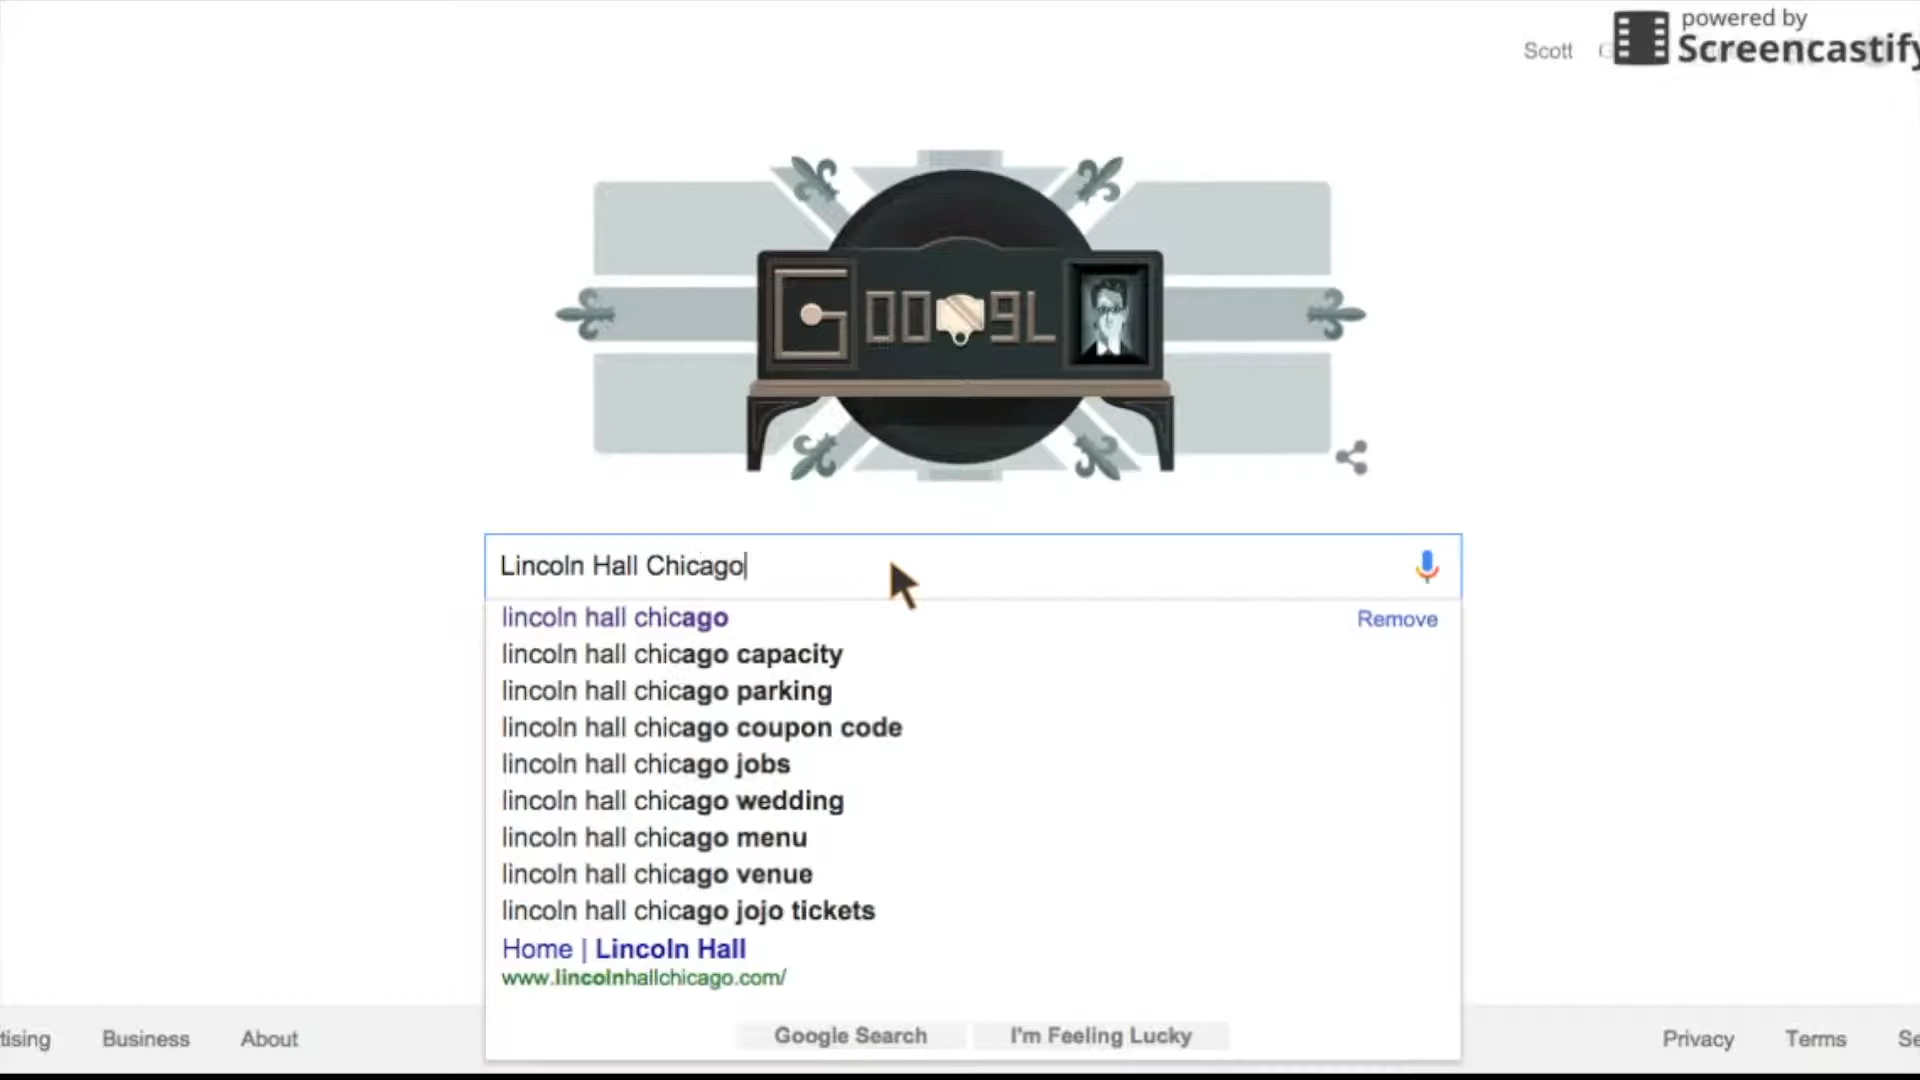 powered by
Screencastify
Scott
G00 9L
Lincoln Hall Chicago
lincoln hall chicago
Remove
lincoln hall chicago capacity
lincoln hall chicago parking
lincoln hall chicago coupon code
lincoln hall chicago jobs
lincoln hall chicago wedding
lincoln hall chicago menu
lincoln hall chicago venue
lincoln hall chicago jojo tickets
Home | Lincoln Hall
www.lincolnhallchicago.com/
Google Search
I'm Feeling Lucky
tising
Business
About
Privacy
Terms
Se